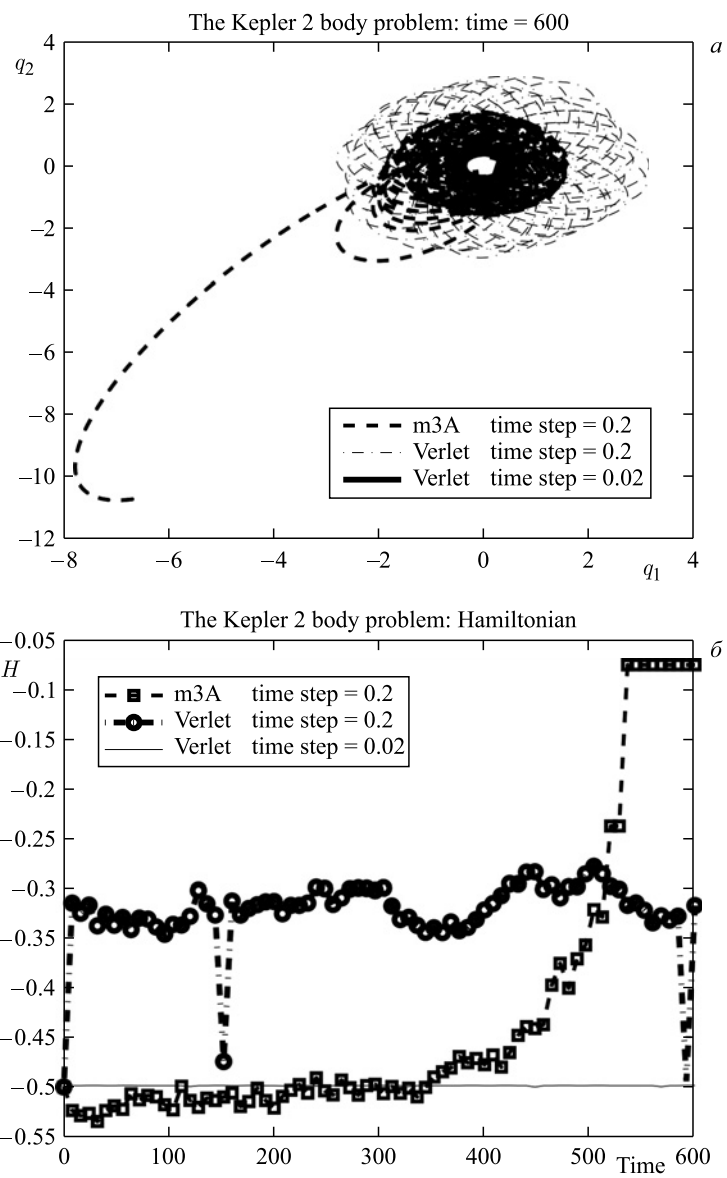 The Kepler 2 body problem: time = 600
a
4
q2
2
0
−2
−4
−6
−8
−10
−12
m3A time step = 0.2
Verlet time step = 0.2
Verlet time step = 0.02
−8 −6 −4 −2 0 2 4
q1
The Kepler 2 body problem: Hamiltonian
б
−0.05
H
−0.1
−0.15
−0.2
−0.25
−0.3
−0.35
−0.4
−0.45
−0.5
−0.55
m3A time step = 0.2
Verlet time step = 0.2
Verlet time step = 0.02
0 100 200 300 400 500 600
Time